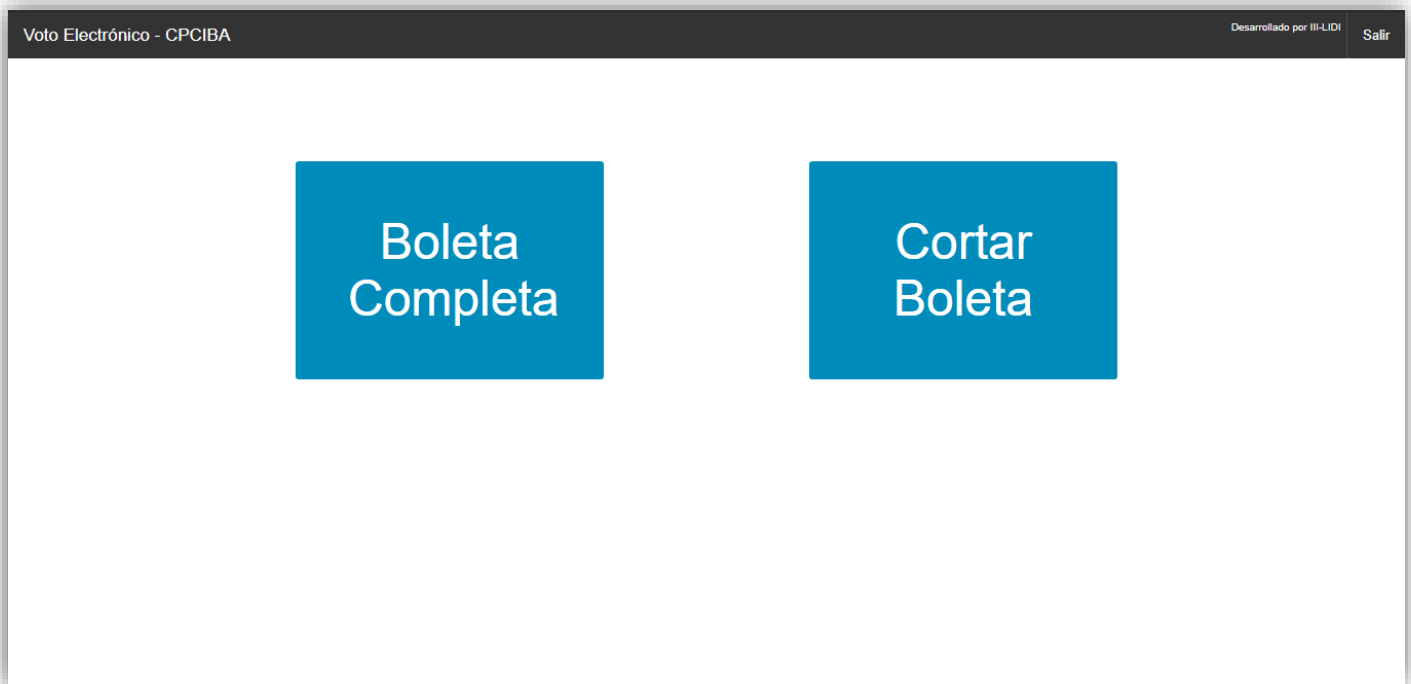 Voto Electrónico - CPCIBA
Desarrollado por III-LIDI
Salir
Boleta
Completa
Cortar
Boleta